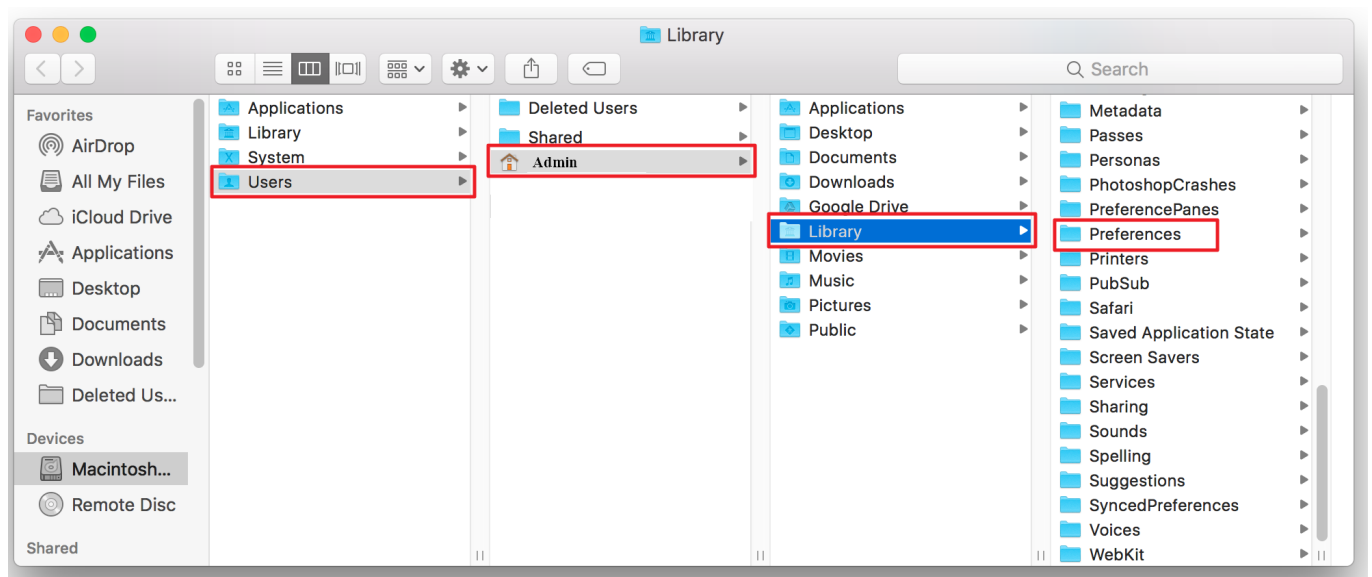 Library
Search
Favorites
AirDrop
All My Files
iCloud Drive
Applications
Desktop
Documents
Downloads
Deleted Us...
Devices
Macintosh...
Remote Disc
Shared
Applications
Library
System
Users
Deleted Users
Shared
Admin
Applications
Desktop
Documents
Downloads
Google Drive
Library
Movies
Music
Pictures
Public
Metadata
Passes
Personas
PhotoshopCrashes
PreferencePanes
Preferences
Printers
PubSub
Safari
Saved Application State
Screen Savers
Services
Sharing
Sounds
Spelling
Suggestions
SyncedPreferences
Voices
WebKit